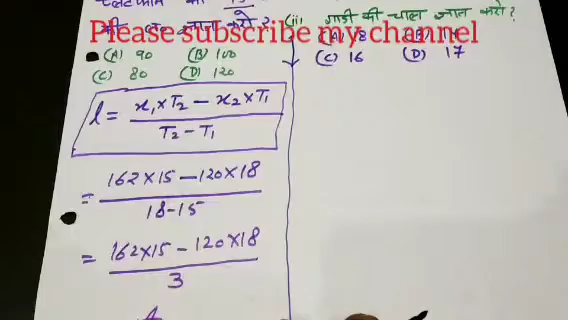 Please subscribe my channel
(ii) गाड़ी की चाल ज्ञात करो?
(A) 90 (B) 100
(C) 80 (D) 120
(C) 16 (D) 17
l = x₁×T₂ − x₂×T₁
T₂ − T₁
= 162×15 − 120×18
18-15
= 162×15 − 120×18
3